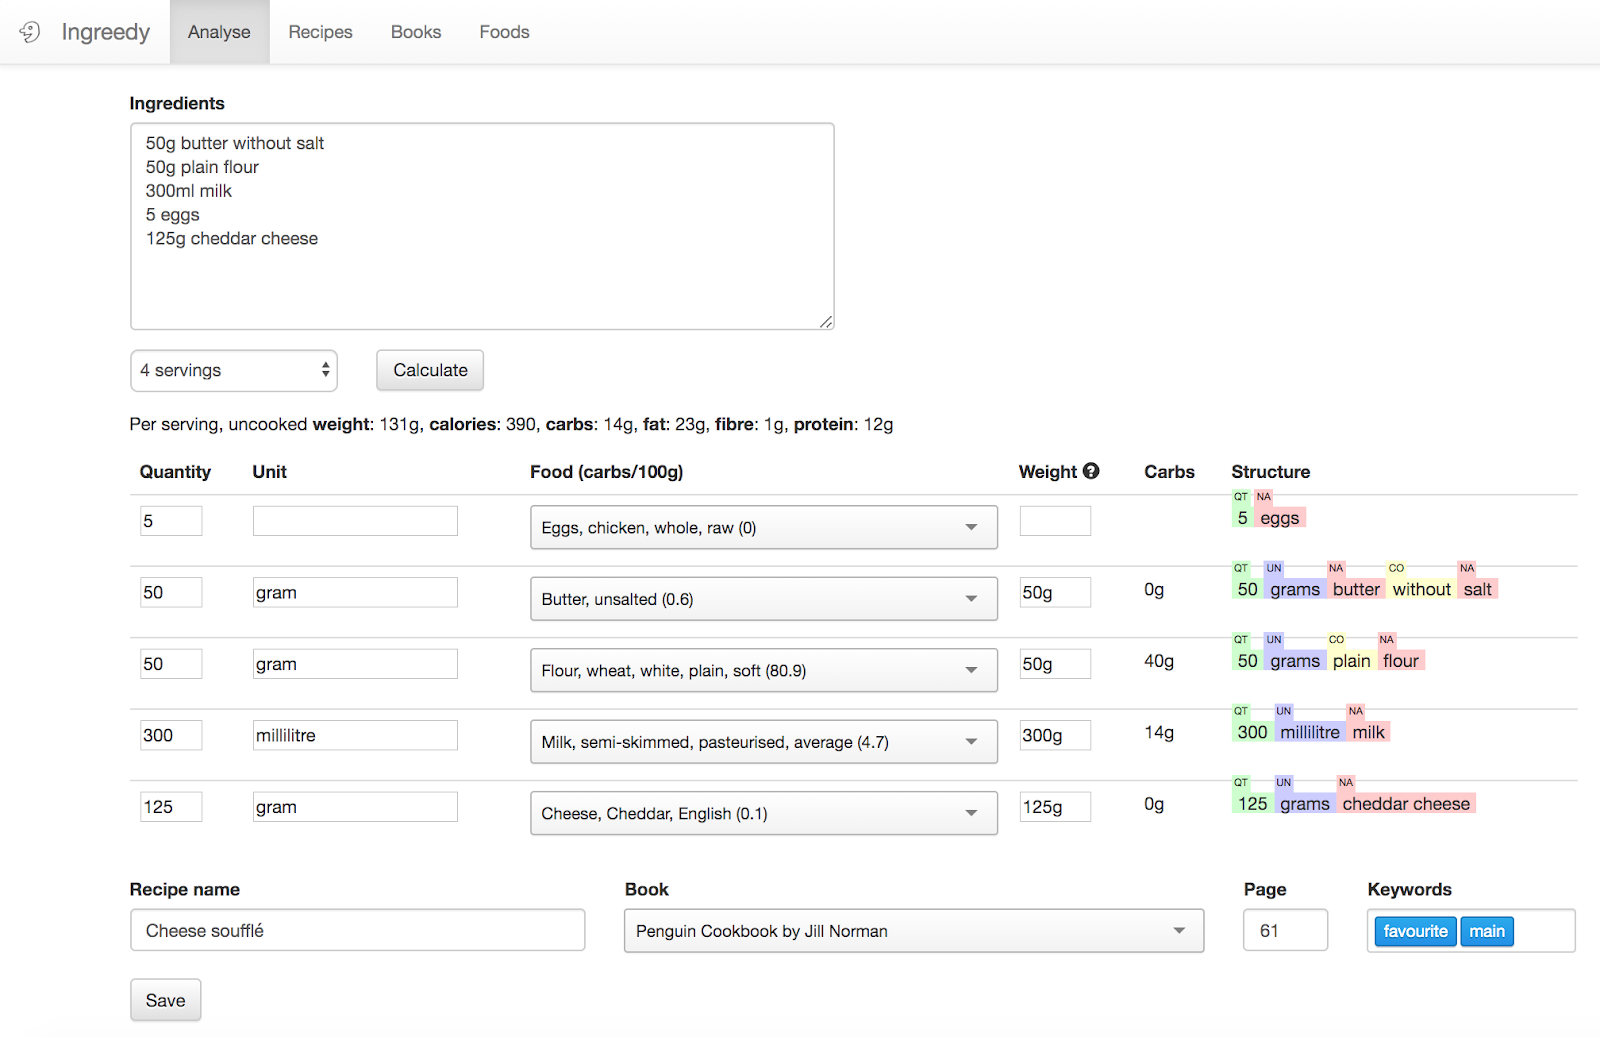 Ingreedy Analyse Recipes Books Foods
Ingredients
50g butter without salt
50g plain flour
300ml milk
5 eggs
125g cheddar cheese
4 servings Calculate
Per serving, uncooked weight: 131g, calories: 390, carbs: 14g, fat: 23g, fibre: 1g, protein: 12g
Quantity Unit Food (carbs/100g) Weight ? Carbs Structure
QT NA
5 Eggs, chicken, whole, raw (0) 5 eggs
QT UN NA CO NA
50 gram Butter, unsalted (0.6) 50g 0g 50 grams butter without salt
QT UN CO NA
50 gram Flour, wheat, white, plain, soft (80.9) 50g 40g 50 grams plain flour
QT UN NA
300 millilitre Milk, semi-skimmed, pasteurised, average (4.7) 300g 14g 300 millilitre milk
QT UN NA
125 gram Cheese, Cheddar, English (0.1) 125g 0g 125 grams cheddar cheese
Recipe name Book Page Keywords
Cheese soufflé Penguin Cookbook by Jill Norman 61 favourite main
Save